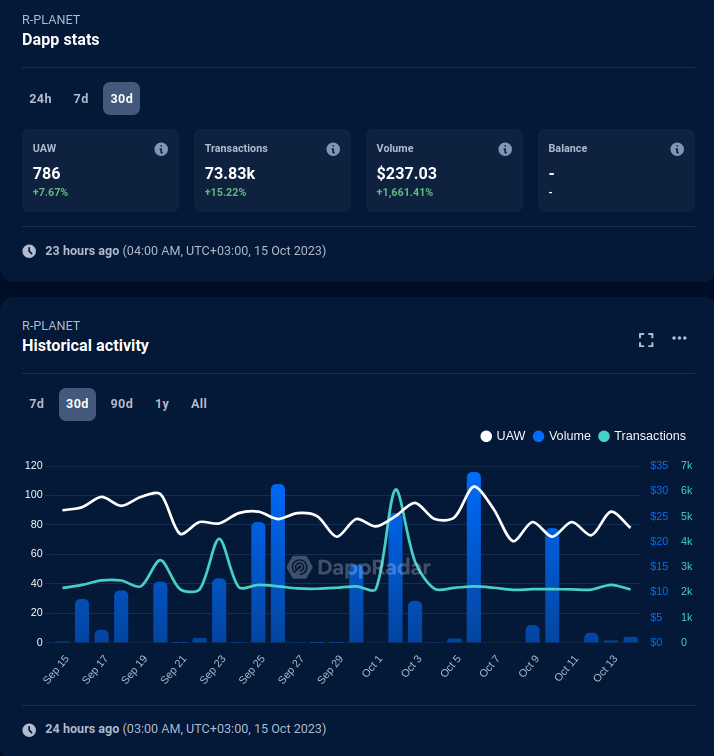 R-PLANET
Dapp stats
24h 7d 30d
UAW Transactions Volume Balance
786 73.83k $237.03 -
+7.67% +15.22% +1,661.41% -
23 hours ago (04:00 AM, UTC+03:00, 15 Oct 2023)
R-PLANET
Historical activity
7d 30d 90d 1y All
UAW Volume Transactions
120 $35 7k
100 $30 6k
80 $25 5k
$20 4k
60 $15 3k
40 $10 2k
20 $5 1k
0 $0 0
DappRadar
Sep 15 Sep 17 Sep 19 Sep 21 Sep 23 Sep 25 Sep 27 Sep 29 Oct 1 Oct 3 Oct 5 Oct 7 Oct 9 Oct 11 Oct 13
24 hours ago (03:00 AM, UTC+03:00, 15 Oct 2023)